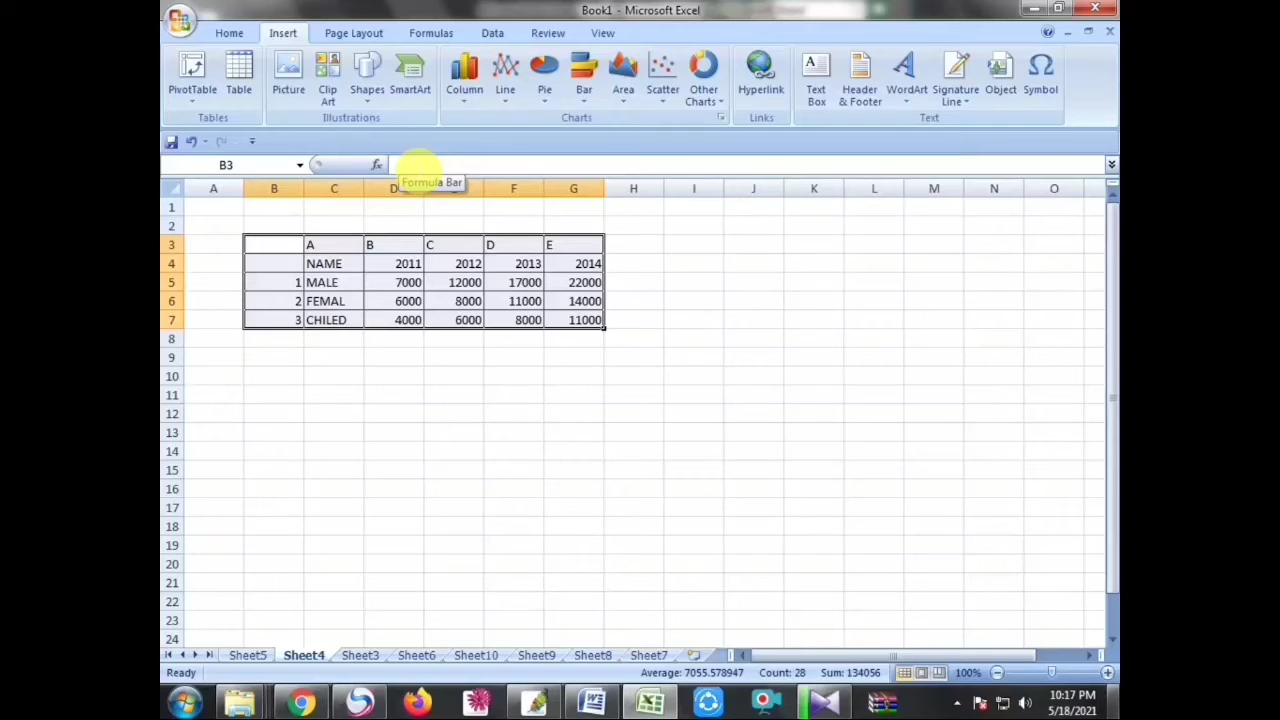 Book1 - Microsoft Excel
Home Insert Page Layout Formulas Data Review View
PivotTable Table Picture Clip Art Shapes SmartArt Column Line Pie Bar Area Scatter Other Charts Hyperlink Text Box Header & Footer WordArt Signature Line Object Symbol
Tables Illustrations Charts Links Text
B3 fx
Formula Bar
A B C D E F G H I J K L M N O
1
2
3 A B C D E
4 NAME 2011 2012 2013 2014
5 1 MALE 7000 12000 17000 22000
6 2 FEMAL 6000 8000 11000 14000
7 3 CHILED 4000 6000 8000 11000
8
9
10
11
12
13
14
15
16
17
18
19
20
21
22
23
24
Sheet5 Sheet4 Sheet3 Sheet6 Sheet10 Sheet9 Sheet8 Sheet7
Ready Average: 7055.578947 Count: 28 Sum: 134056 100%
10:17 PM
5/18/2021